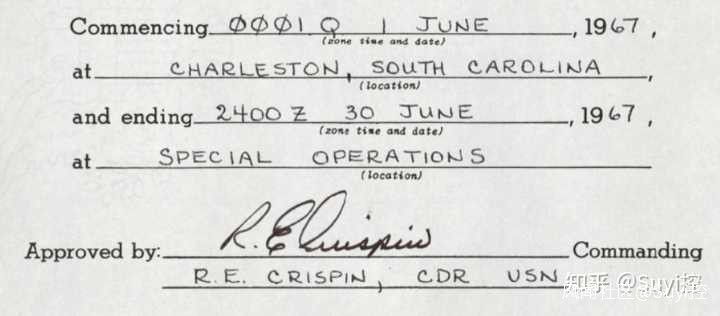 Commencing 0001 Q 1 JUNE, 1967,
(zone time and date)
at CHARLESTON, SOUTH CAROLINA,
(location)
and ending 2400 Z 30 JUNE, 1967,
(zone time and date)
at SPECIAL OPERATIONS
(location)
R.E. Crispin
Approved by: Commanding
R.E. CRISPIN, CDR USN
知乎 @Suyi控